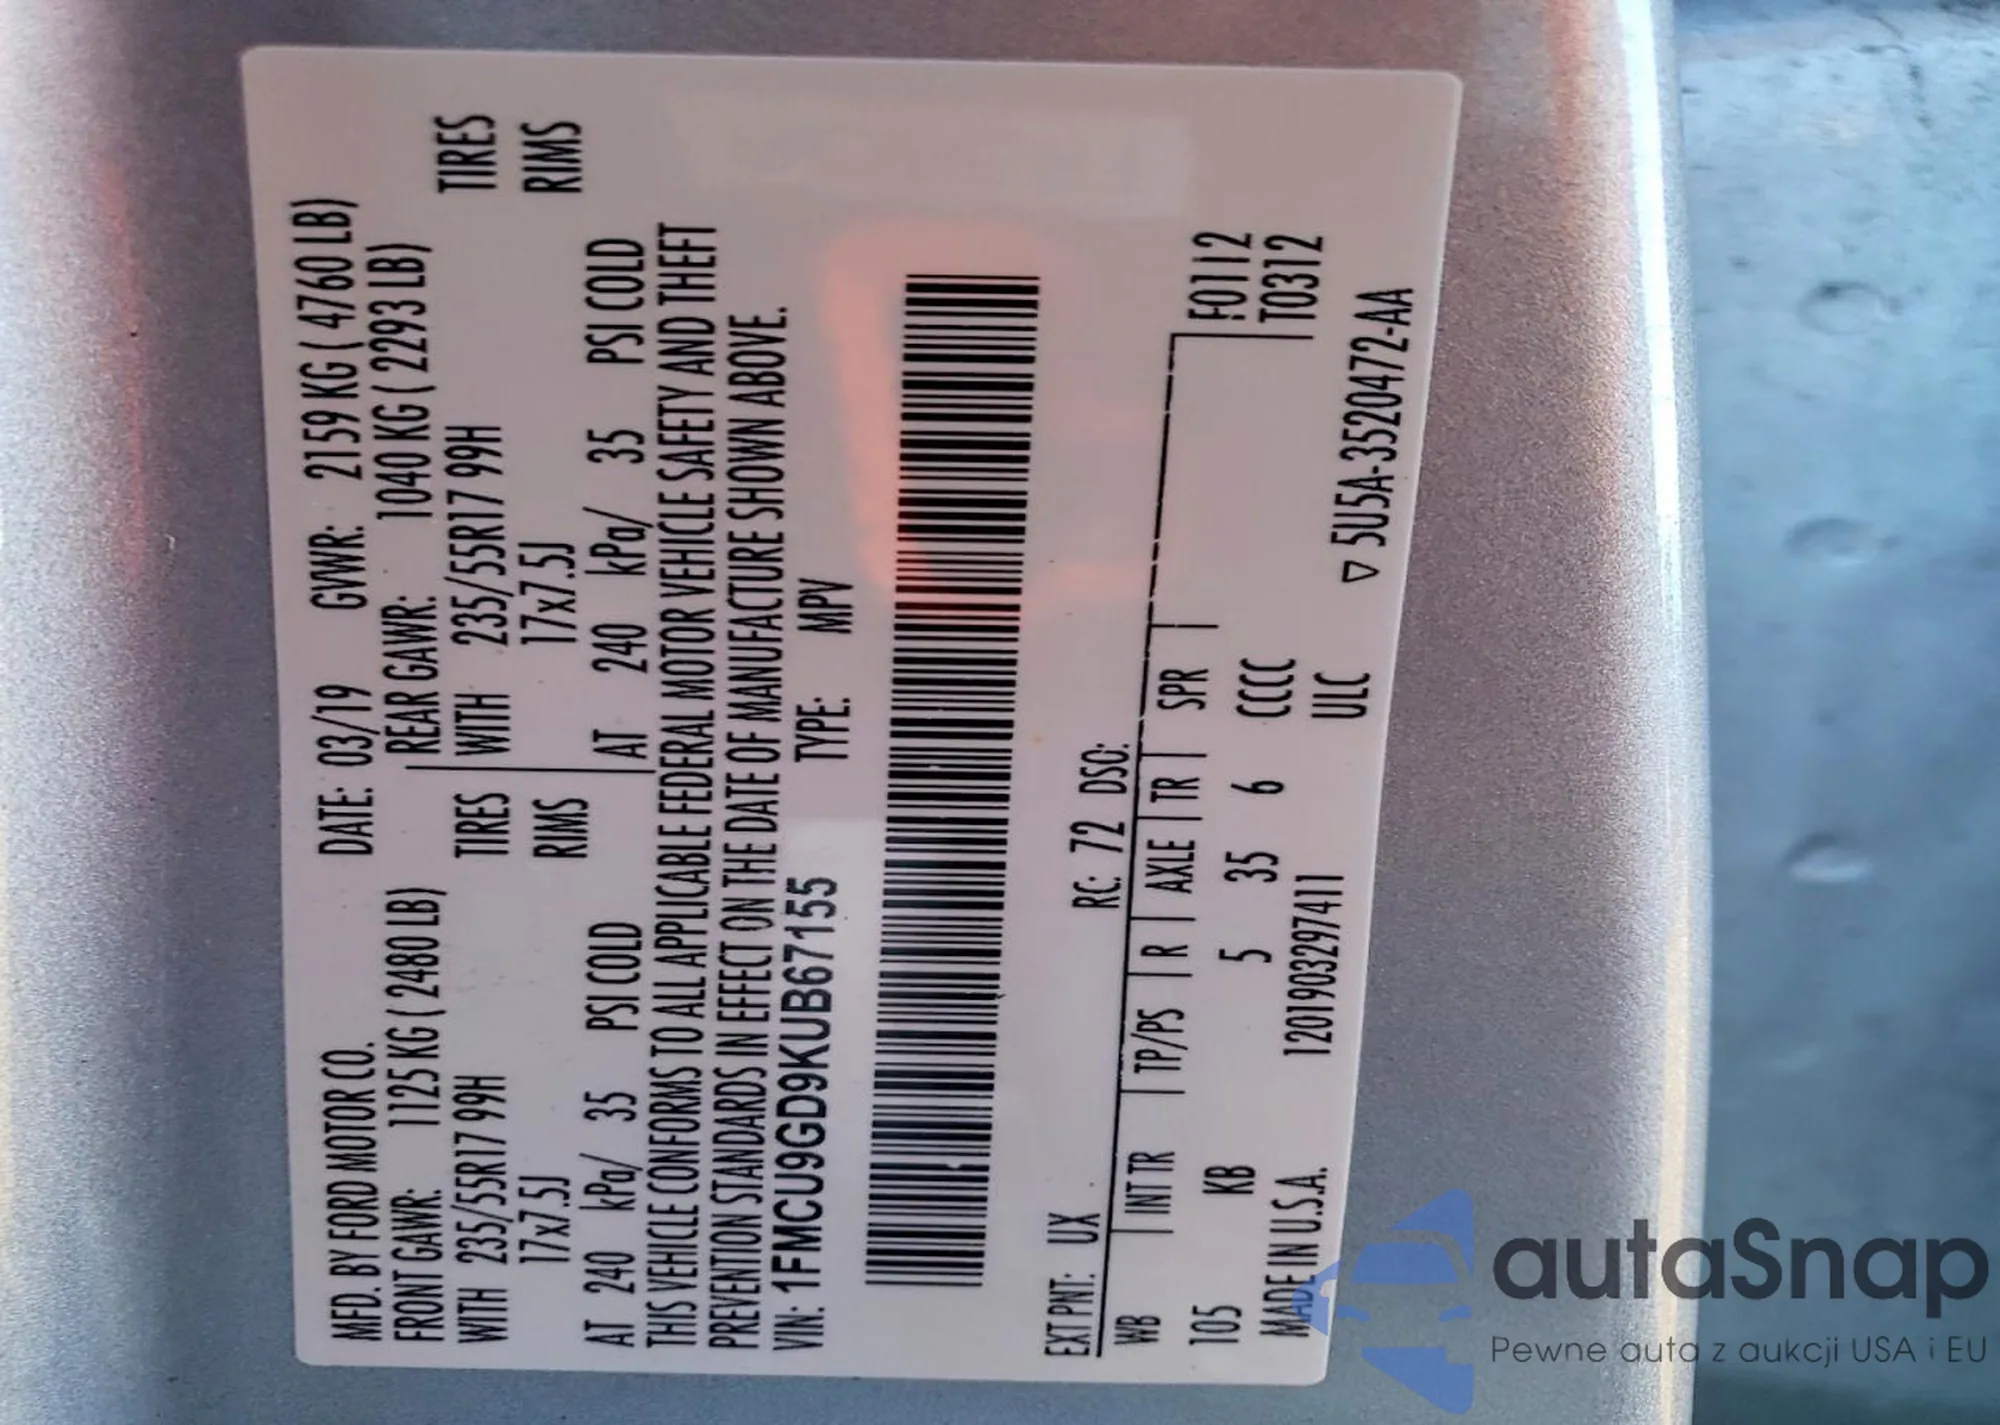 MFD. BY FORD MOTOR CO. DATE: 03/19 GVWR: 2159 KG ( 4760 LB)
FRONT GAWR: 1125 KG ( 2480 LB) REAR GAWR: 1040 KG ( 2293 LB)
WITH 235/55R17 99H TIRES WITH 235/55R17 99H TIRES
17x7.5J RIMS 17x7.5J RIMS
AT 240 kPa/ 35 PSI COLD AT 240 kPa/ 35 PSI COLD
THIS VEHICLE CONFORMS TO ALL APPLICABLE FEDERAL MOTOR VEHICLE SAFETY AND THEFT
PREVENTION STANDARDS IN EFFECT ON THE DATE OF MANUFACTURE SHOWN ABOVE.
VIN: 1FMCU9GD9KUB67155 TYPE: MPV
EXT PNT: UX RC: 72 DSO:
WB INT TR TP/PS R AXLE TR SPR F0112
105 KB 5 35 6 CCCC T0312
MADE IN U.S.A. 1201903297411 ULC
▽ 5U5A-3520472-AA
autaSnap
Pewne auta z aukcji USA i EU